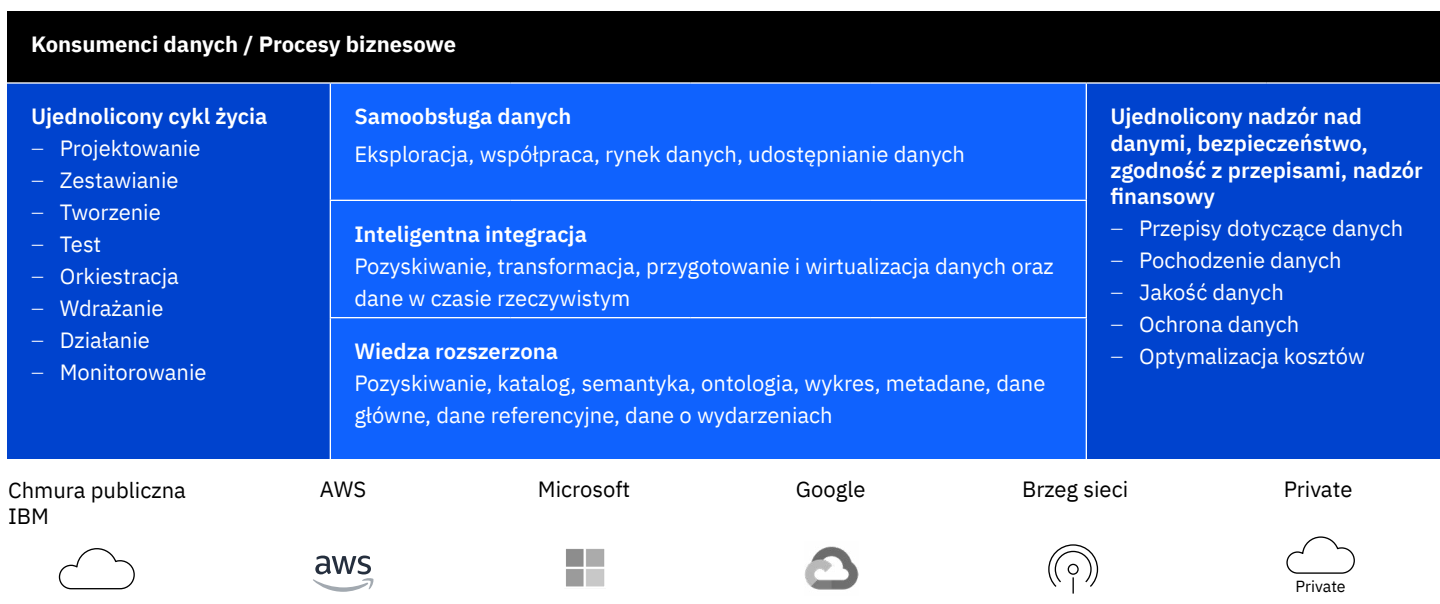 Konsumenci danych / Procesy biznesowe
Ujednolicony cykl życia
– Projektowanie
– Zestawianie
– Tworzenie
– Test
– Orkiestracja
– Wdrażanie
– Działanie
– Monitorowanie
Samoobsługa danych
Eksploracja, współpraca, rynek danych, udostępnianie danych
Inteligentna integracja
Pozyskiwanie, transformacja, przygotowanie i wirtualizacja danych oraz
dane w czasie rzeczywistym
Wiedza rozszerzona
Pozyskiwanie, katalog, semantyka, ontologia, wykres, metadane, dane
główne, dane referencyjne, dane o wydarzeniach
Ujednolicony nadzór nad
danymi, bezpieczeństwo,
zgodność z przepisami, nadzór
finansowy
– Przepisy dotyczące danych
– Pochodzenie danych
– Jakość danych
– Ochrona danych
– Optymalizacja kosztów
Chmura publiczna
IBM
AWS
Microsoft
Google
Brzeg sieci
Private
aws
Private